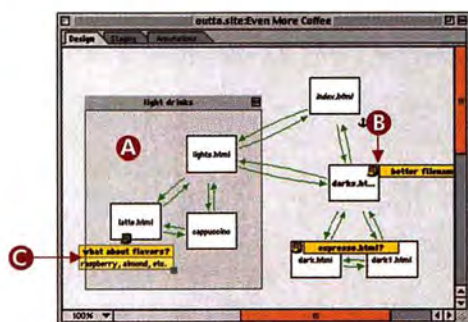 outta.site:Even More Coffee
Design Staging Annotations
light drinks
index.html
A
B
lights.html
darks.ht...
better filenam
latte.html
cappuccino
C
what about flavors?
raspberry, almond, etc.
espresso.html?
dark.html
dark1.html
100%